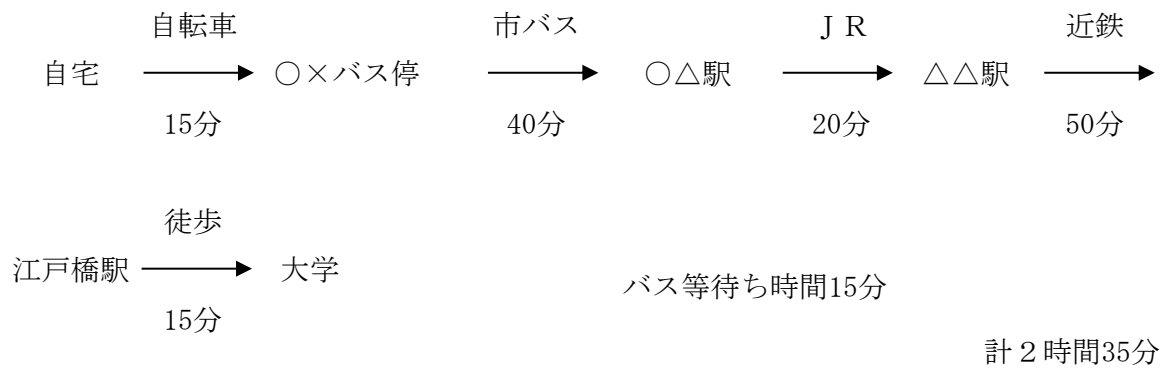 自転車 市バス ＪＲ 近鉄
自宅 ○×バス停 ○△駅 △△駅
15分 40分 20分 50分
徒歩
江戸橋駅 大学
バス等待ち時間15分
15分
計２時間35分